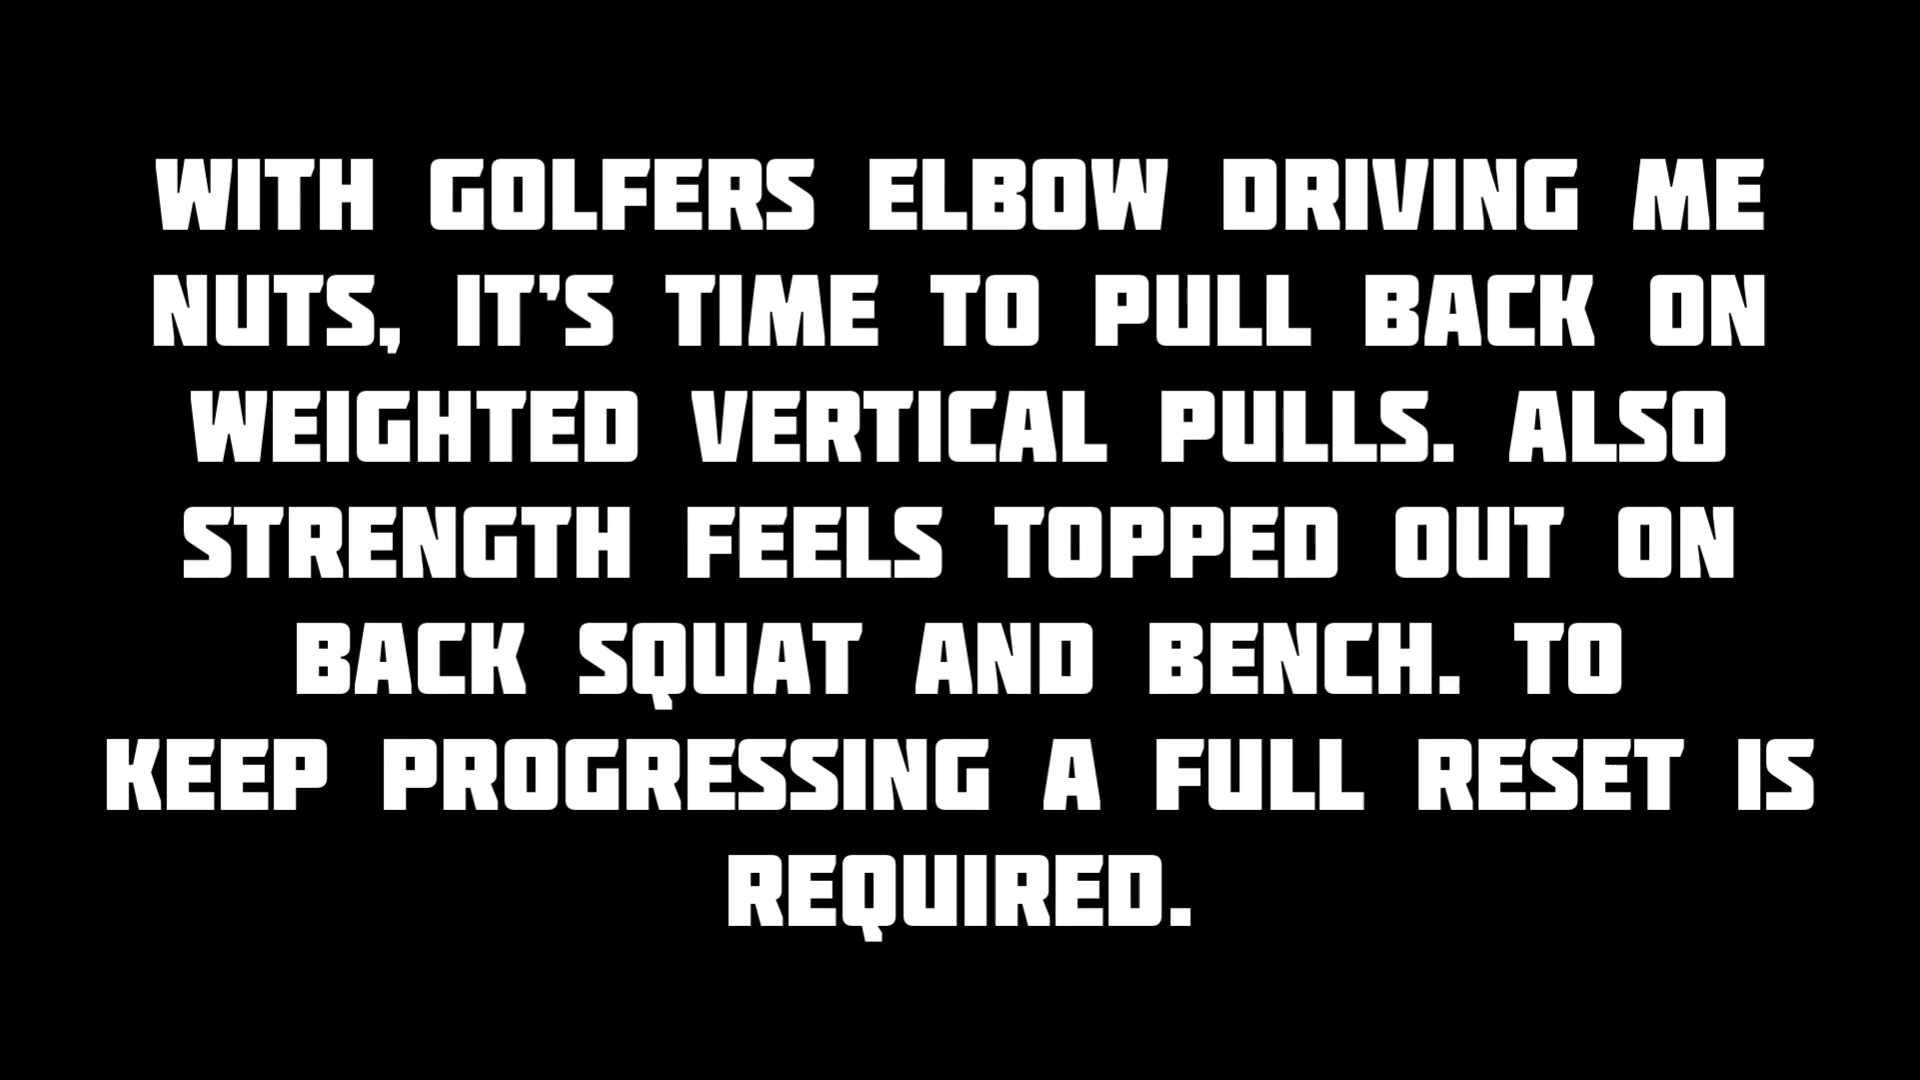 WITH GOLFERS ELBOW DRIVING ME
NUTS, IT'S TIME TO PULL BACK ON
WEIGHTED VERTICAL PULLS. ALSO
STRENGTH FEELS TOPPED OUT ON
BACK SQUAT AND BENCH. TO
KEEP PROGRESSING A FULL RESET IS
REQUIRED.